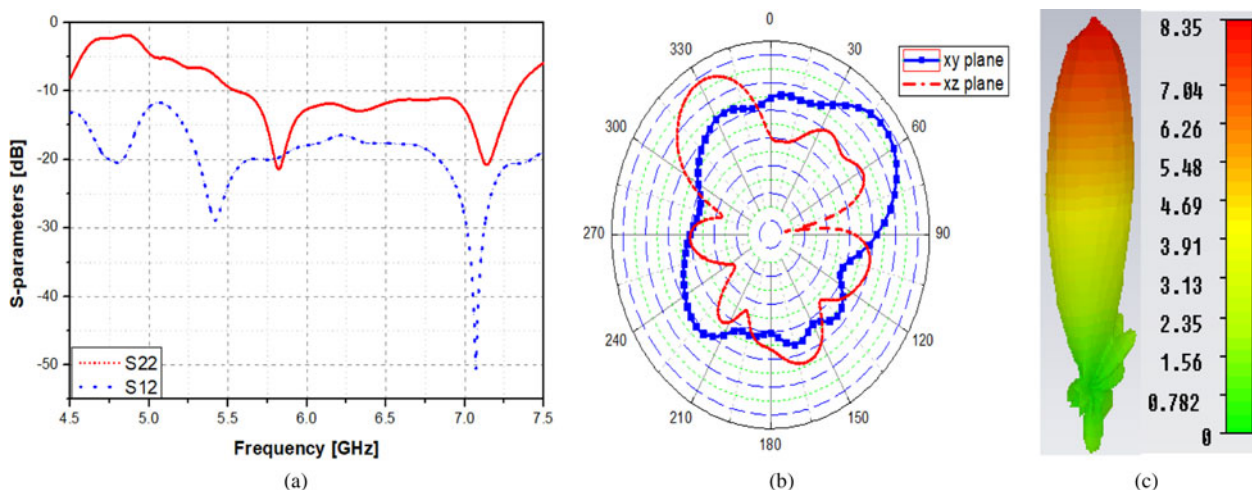 0
-10
-20
-30
-40
-50
S-parameters [dB]
S22
S12
4.5 5.0 5.5 6.0 6.5 7.0 7.5
Frequency [GHz]
(a)
0
30
60
90
120
150
180
210
240
270
300
330
xy plane
xz plane
(b)
8.35
7.04
6.26
5.48
4.69
3.91
3.13
2.35
1.56
0.782
0
(c)